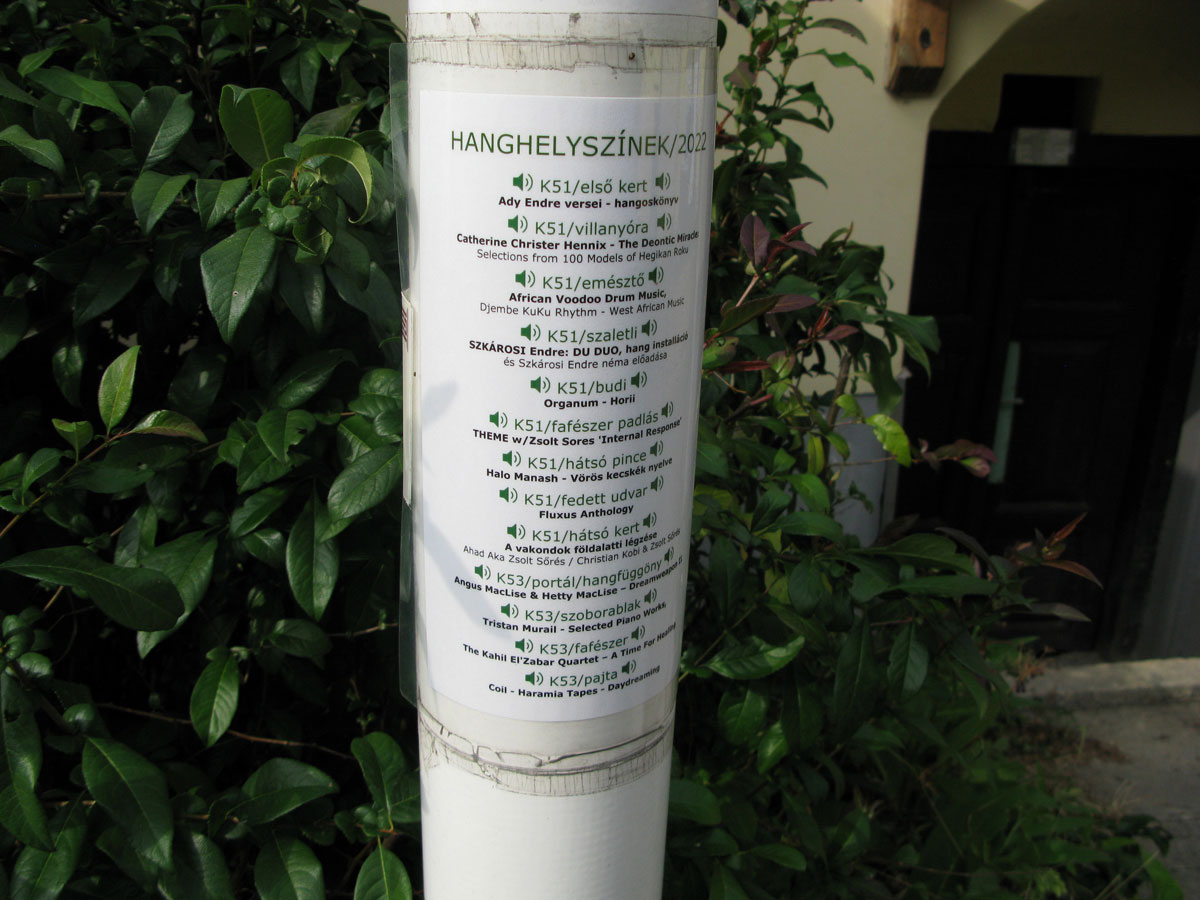 HANGHELYSZÍNEK/2022
K51/első kert
Ady Endre versei - hangoskönyv
K51/villanyóra
Catherine Christer Hennix - The Deontic Miracle:
Selections from 100 Models of Hegikan Roku
K51/emésztő
African Voodoo Drum Music,
Djembe KuKu Rhythm - West African Music
K51/szaletli
SZKÁROSI Endre: DU DUO, hang installáció
és Szkárosi Endre néma előadása
K51/budi
Organum - Horii
K51/fafészer padlás
THEME w/Zsolt Sores 'Internal Response'
K51/hátsó pince
Halo Manash - Vörös kecskék nyelve
K51/fedett udvar
Fluxus Anthology
K51/hátsó kert
A vakondok földalatti légzése
Ahad Aka Zsolt Sőrés / Christian Kobi & Zsolt Sőrés
K53/portál/hangfüggöny
Angus MacLise & Hetty MacLise – Dreamweapon II.
K53/szoborablak
Tristan Murail - Selected Piano Works,
K53/fafészer
The Kahil El'Zabar Quartet – A Time For Healing
K53/pajta
Coil - Haramia Tapes - Daydreaming